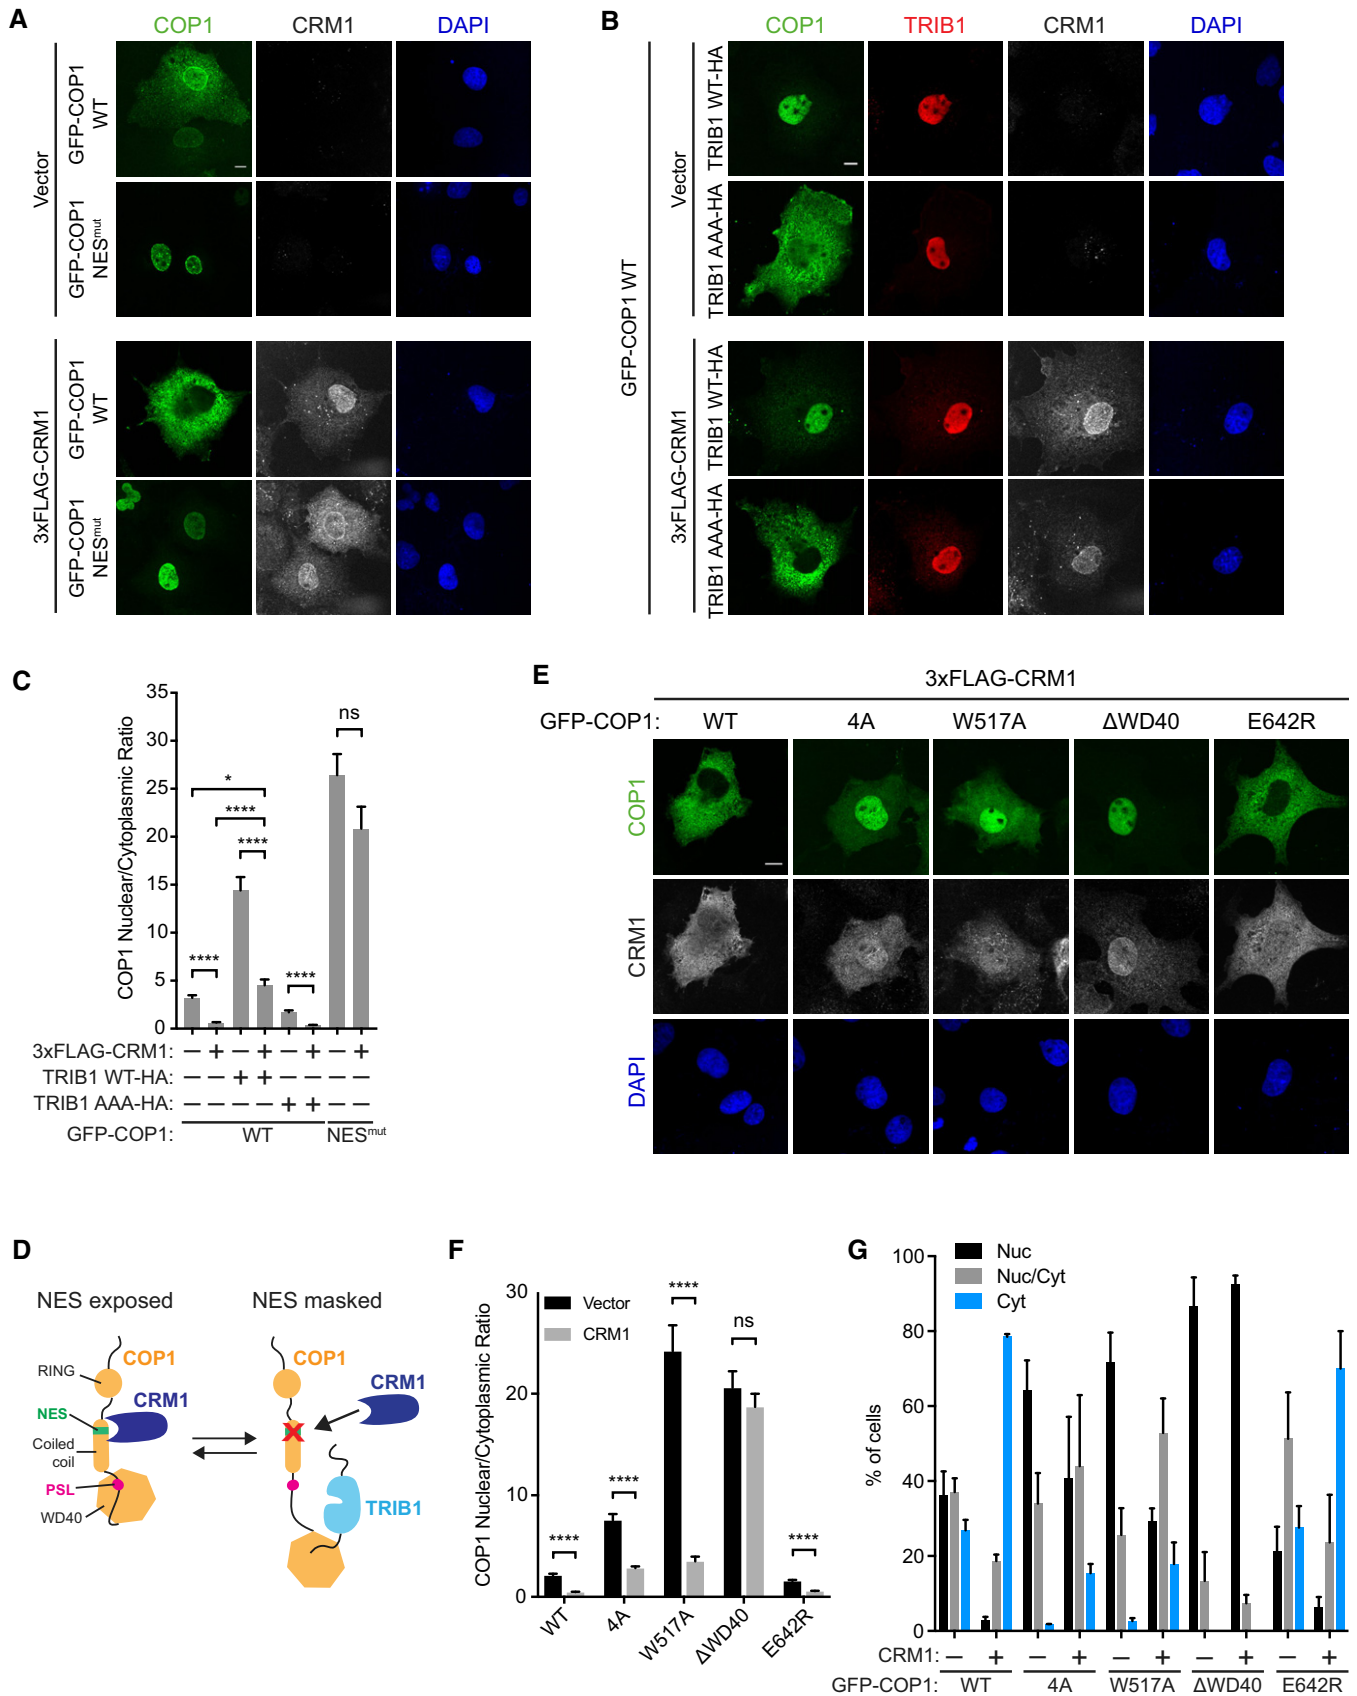 A
COP1 CRM1 DAPI
Vector
GFP-COP1 WT
GFP-COP1 NESmut
3xFLAG-CRM1
GFP-COP1 WT
GFP-COP1 NESmut
B
COP1 TRIB1 CRM1 DAPI
GFP-COP1 WT
Vector
TRIB1 WT-HA
TRIB1 AAA-HA
3xFLAG-CRM1
TRIB1 WT-HA
TRIB1 AAA-HA
C
COP1 Nuclear/Cytoplasmic Ratio
35
30
25
20
15
10
5
0
ns
*
****
****
****
****
3xFLAG-CRM1: — + — + — + — +
TRIB1 WT-HA: — — + + — — — —
TRIB1 AAA-HA: — — — — + + — —
GFP-COP1: WT NESmut
E
3xFLAG-CRM1
GFP-COP1: WT 4A W517A ΔWD40 E642R
COP1
CRM1
DAPI
D
NES exposed NES masked
RING
COP1
CRM1
NES
Coiled
coil
PSL
WD40
COP1
CRM1
TRIB1
F
COP1 Nuclear/Cytoplasmic Ratio
30
20
10
0
Vector
CRM1
**** **** **** ns ****
WT 4A W517A ΔWD40 E642R
G
% of cells
100
80
60
40
20
0
Nuc
Nuc/Cyt
Cyt
CRM1: — + — + — + — + — +
GFP-COP1: WT 4A W517A ΔWD40 E642R